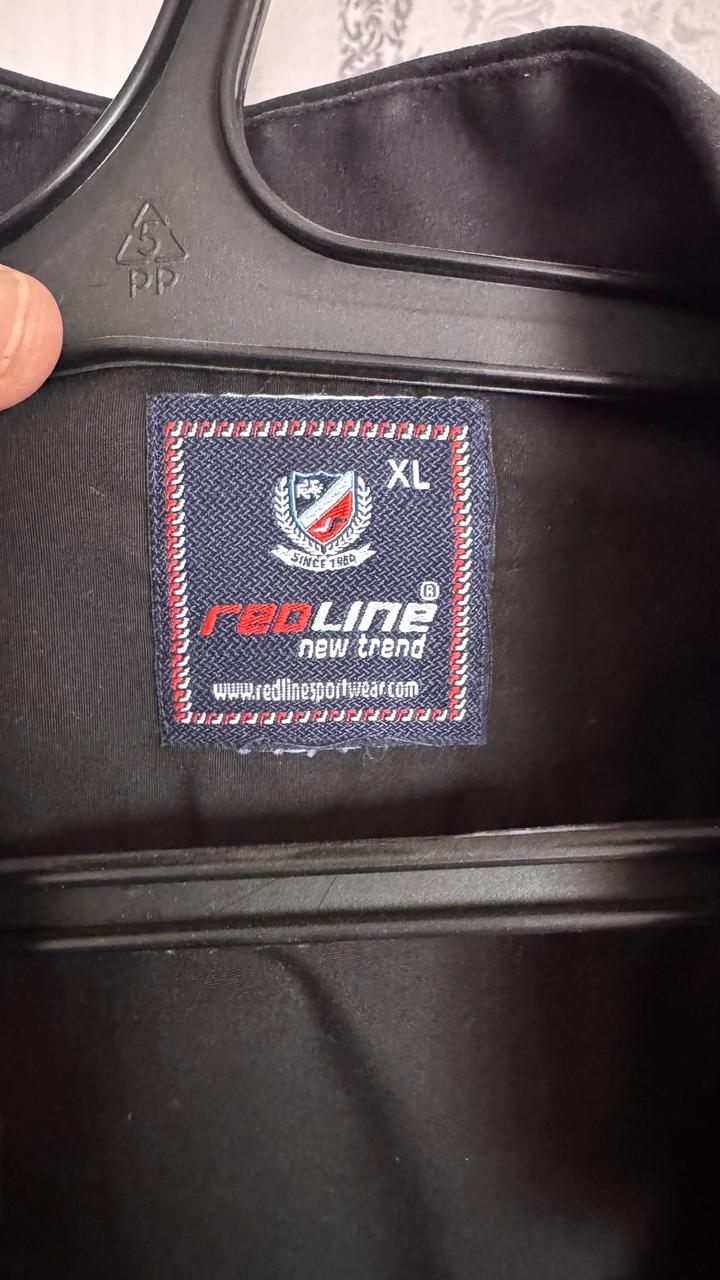 5
PP
XL
SINCE 1984
redLINE®
new trend
www.redlinesportwear.com